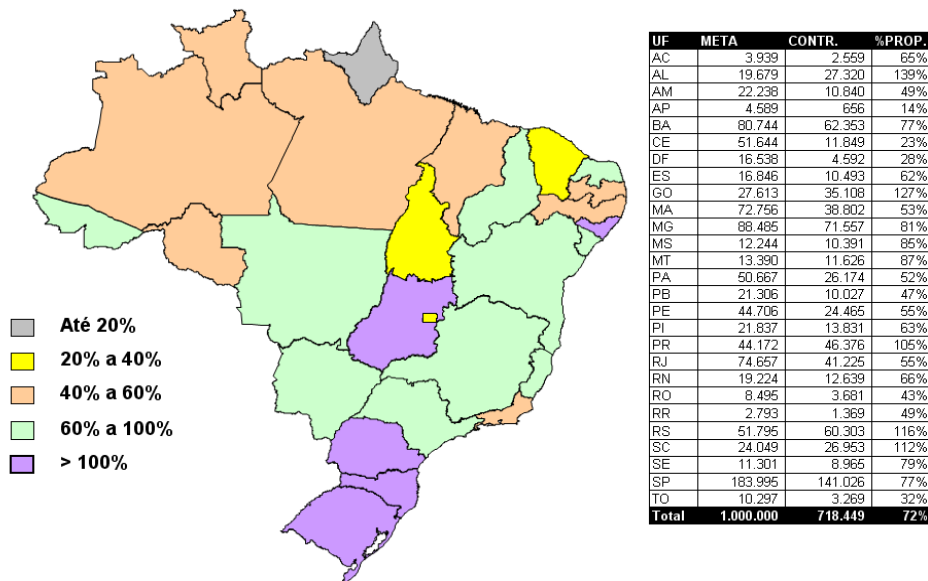 Até 20%
20% a 40%
40% a 60%
60% a 100%
> 100%
UF META CONTR. %PROP.
AC 3.939 2.559 65%
AL 19.679 27.320 139%
AM 22.238 10.840 49%
AP 4.589 656 14%
BA 80.744 62.353 77%
CE 51.644 11.849 23%
DF 16.538 4.592 28%
ES 16.846 10.493 62%
GO 27.613 35.108 127%
MA 72.756 38.802 53%
MG 88.485 71.557 81%
MS 12.244 10.391 85%
MT 13.390 11.626 87%
PA 50.667 26.174 52%
PB 21.306 10.027 47%
PE 44.706 24.465 55%
PI 21.837 13.831 63%
PR 44.172 46.376 105%
RJ 74.657 41.225 55%
RN 19.224 12.639 66%
RO 8.495 3.681 43%
RR 2.793 1.369 49%
RS 51.795 60.303 116%
SC 24.049 26.953 112%
SE 11.301 8.965 79%
SP 183.995 141.026 77%
TO 10.297 3.269 32%
Total 1.000.000 718.449 72%